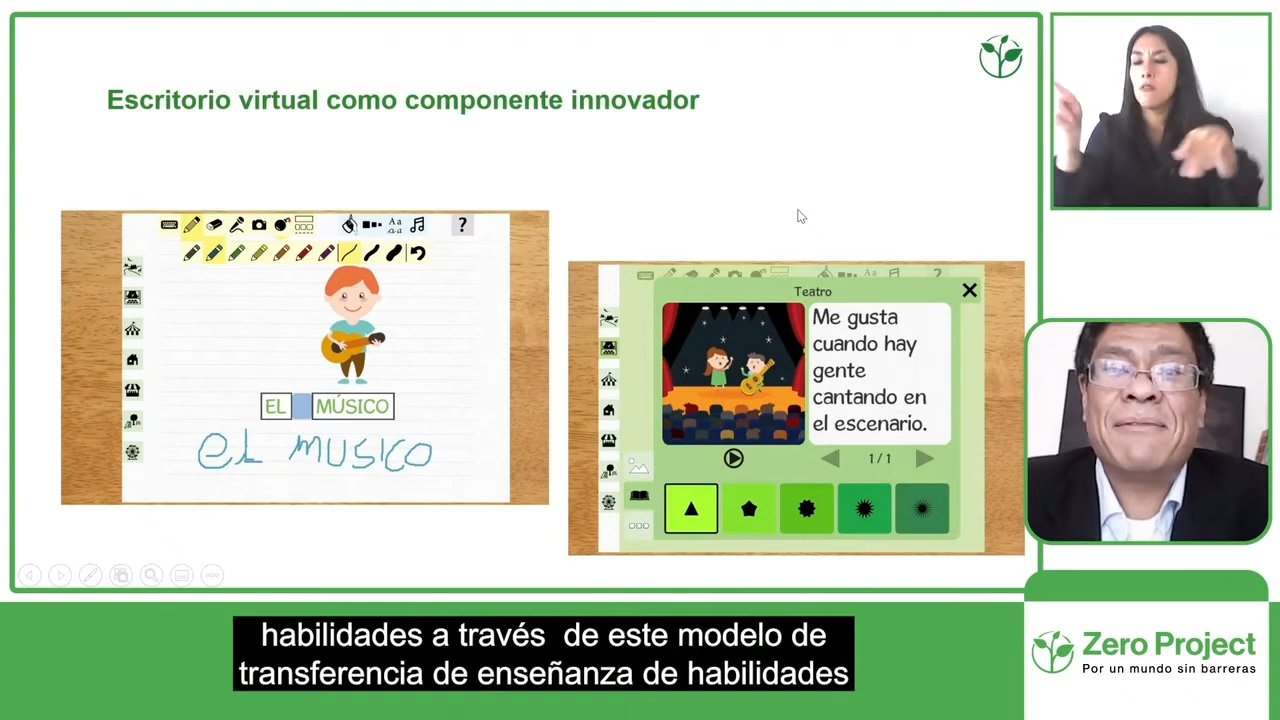 Escritorio virtual como componente innovador
Aa
a.a
?
EL MÚSICO
eL MUSICO
Aa
?
Teatro
Me gusta
cuando hay
gente
cantando en
el escenario.
1/1
habilidades a través  de este modelo de
transferencia de enseñanza de habilidades
Zero Project
Por un mundo sin barreras